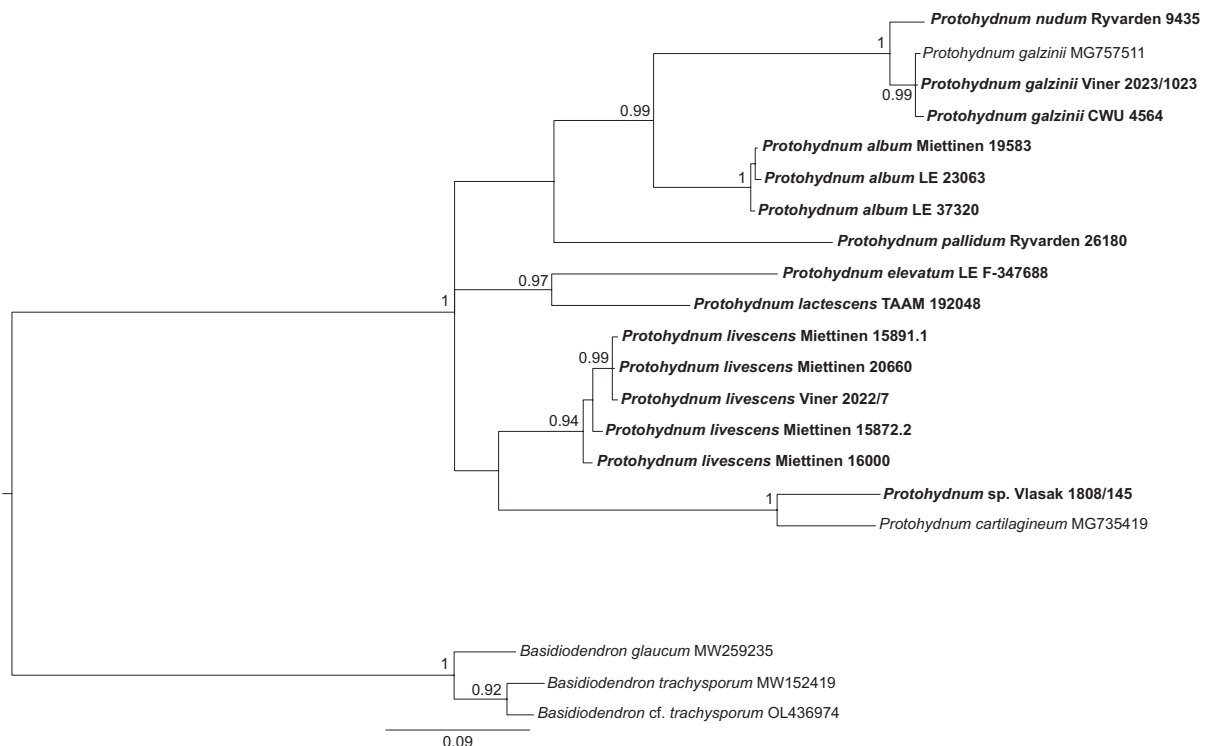 Protohydnum nudum Ryvarden 9435
1
Protohydnum galzinii MG757511
Protohydnum galzinii Viner 2023/1023
0.99
Protohydnum galzinii CWU 4564
0.99
Protohydnum album Miettinen 19583
1
Protohydnum album LE 23063
Protohydnum album LE 37320
Protohydnum pallidum Ryvarden 26180
Protohydnum elevatum LE F-347688
0.97
1
Protohydnum lactescens TAAM 192048
Protohydnum livescens Miettinen 15891.1
0.99
Protohydnum livescens Miettinen 20660
Protohydnum livescens Viner 2022/7
0.94
Protohydnum livescens Miettinen 15872.2
Protohydnum livescens Miettinen 16000
1
Protohydnum sp. Vlasak 1808/145
Protohydnum cartilagineum MG735419
Basidiodendron glaucum MW259235
1
Basidiodendron trachysporum MW152419
0.92
Basidiodendron cf. trachysporum OL436974
0.09